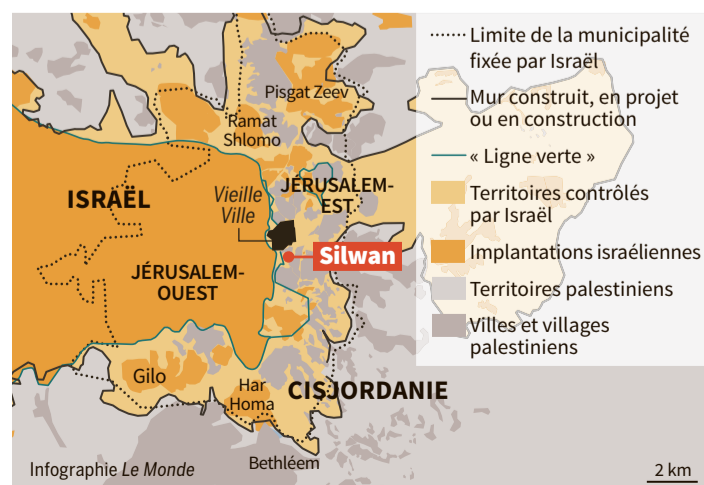 Limite de la municipalité
fixée par Israël
Mur construit, en projet
ou en construction
« Ligne verte »
Territoires contrôlés
par Israël
Implantations israéliennes
Territoires palestiniens
Villes et villages
palestiniens
Pisgat Zeev
Ramat
Shlomo
ISRAËL
Vieille
Ville
JÉRUSALEM-
EST
Silwan
JÉRUSALEM-
OUEST
Gilo
Har
Homa
CISJORDANIE
Bethléem
Infographie Le Monde
2 km